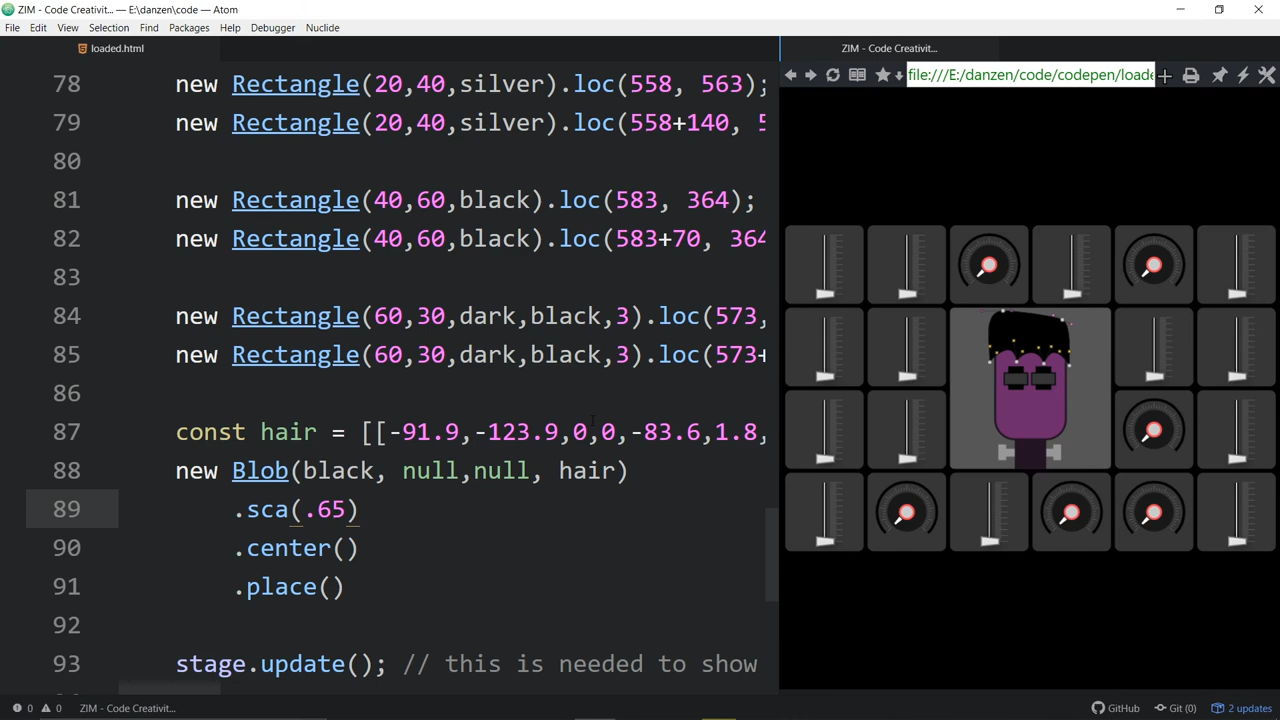 ZIM - Code Creativit... — E:\danzen\code — Atom
File Edit View Selection Find Packages Help Debugger Nuclide
loaded.html
ZIM - Code Creativit...
file:///E:/danzen/code/codepen/loade
78 new Rectangle(20,40,silver).loc(558, 563);
79 new Rectangle(20,40,silver).loc(558+140, 5
80
81 new Rectangle(40,60,black).loc(583, 364);
82 new Rectangle(40,60,black).loc(583+70, 364
83
84 new Rectangle(60,30,dark,black,3).loc(573,
85 new Rectangle(60,30,dark,black,3).loc(573+
86
87 const hair = [[-91.9,-123.9,0,0,-83.6,1.8,
88 new Blob(black, null,null, hair)
89 .sca(.65)
90 .center()
91 .place()
92
93 stage.update(); // this is needed to show
0 0 ZIM - Code Creativit...
GitHub Git (0) 2 updates